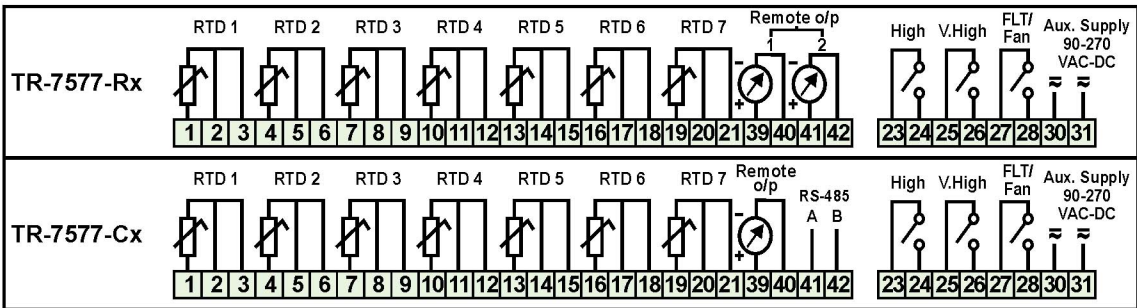 RTD 1 RTD 2 RTD 3 RTD 4 RTD 5 RTD 6 RTD 7 Remote o/p High V.High FLT/ Fan Aux. Supply 90-270 VAC-DC
1 2
TR-7577-Rx
- + - + ≂ ≂
1 2 3 4 5 6 7 8 9 10 11 12 13 14 15 16 17 18 19 20 21 39 40 41 42 23 24 25 26 27 28 30 31
RTD 1 RTD 2 RTD 3 RTD 4 RTD 5 RTD 6 RTD 7 Remote o/p RS-485 High V.High FLT/ Fan Aux. Supply 90-270 VAC-DC
A B
TR-7577-Cx
- + ≂ ≂
1 2 3 4 5 6 7 8 9 10 11 12 13 14 15 16 17 18 19 20 21 39 40 41 42 23 24 25 26 27 28 30 31